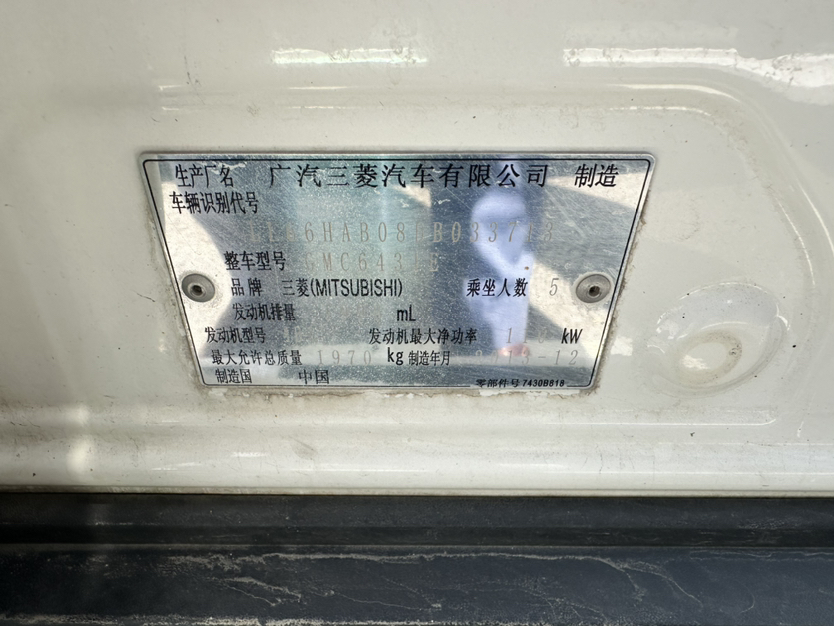 生产厂名 广汽三菱汽车有限公司 制造
车辆识别代号
整车型号
品牌 三菱(MITSUBISHI) 乘坐人数 5
发动机排量 mL
发动机型号 发动机最大净功率 kW
最大允许总质量 1970 kg 制造年月
制造国 中国 零部件号 7430B818